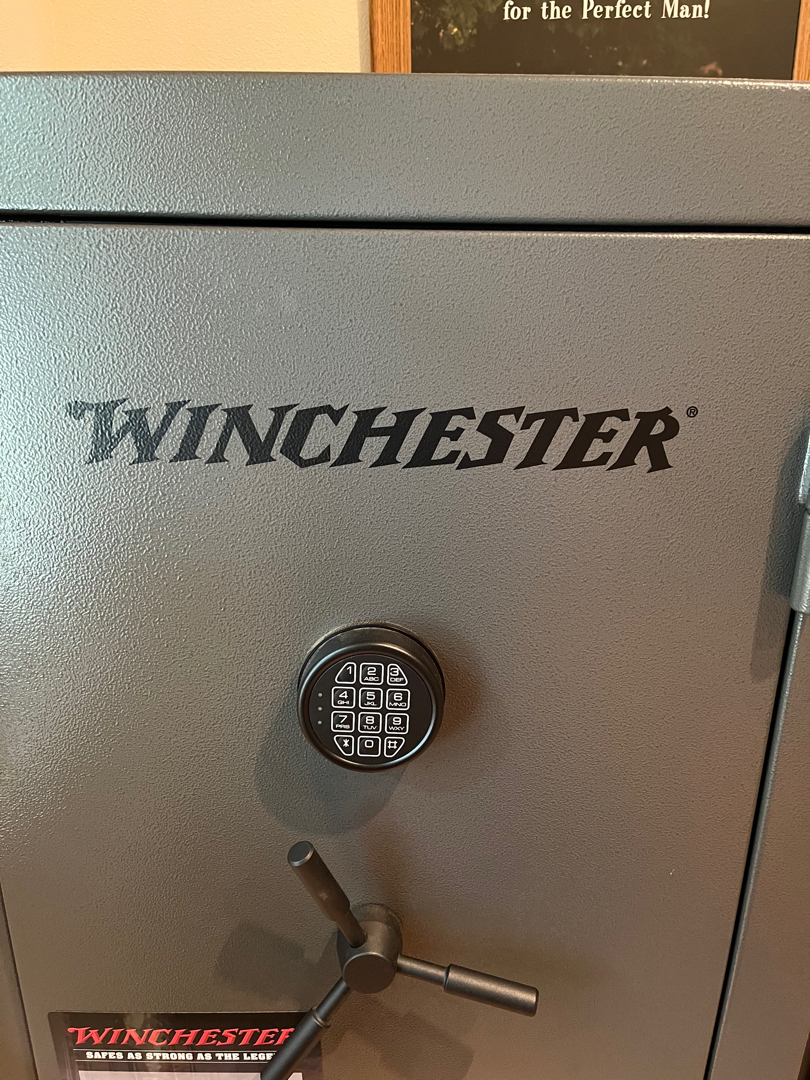 for the Perfect Man!
WINCHESTER®
1 2 ABC 3 DEF
4 GHI 5 JKL 6 MNO
7 PRS 8 TUV 9 WXY
* 0 #
WINCHESTER
SAFES AS STRONG AS THE